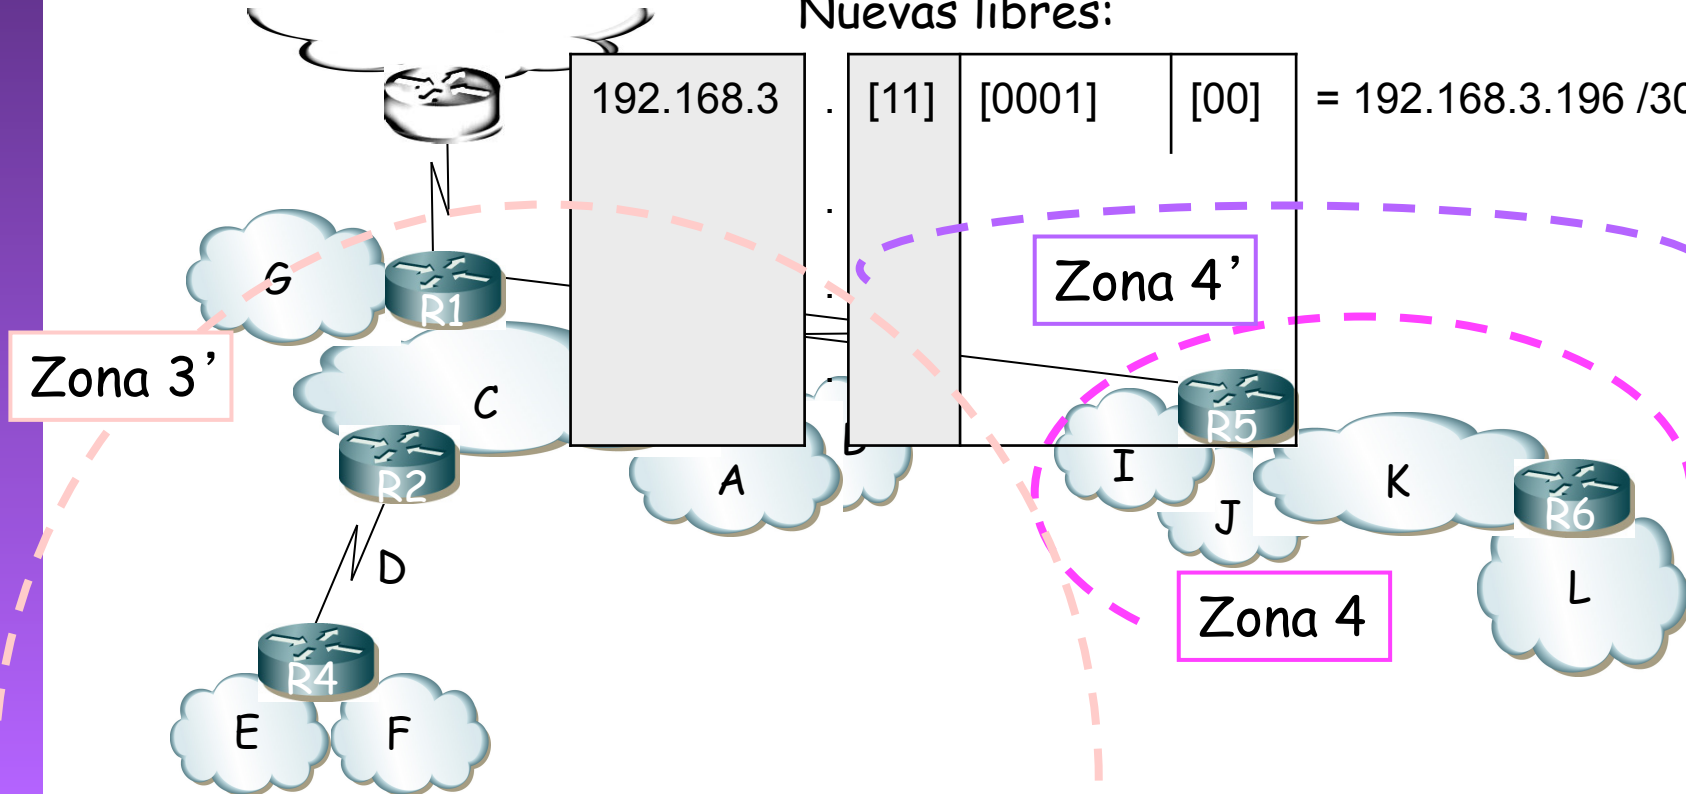 Nuevas libres:
192.168.3 . [11] [0001] [00] = 192.168.3.196 /30
.
.
.
G
R1
Zona 4’
Zona 3’
C
R2
A
I
R5
J
K
R6
L
D
Zona 4
R4
E
F